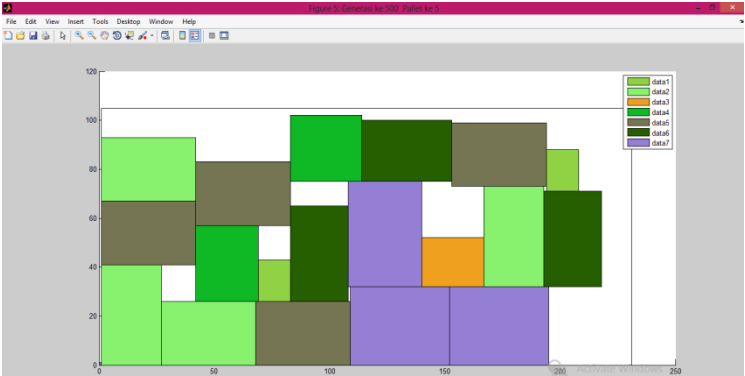 Figure 5: Generasi ke 500 Pallet ke 5
File Edit View Insert Tools Desktop Window Help
120
100
80
60
40
20
0
0 50 100 150 200 250
data1
data2
data3
data4
data5
data6
data7
Activate Windows